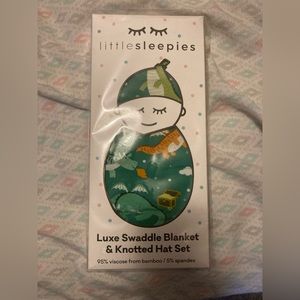 littlesleepies
Luxe Swaddle Blanket
& Knotted Hat Set
95% viscose from bamboo / 5% spandex